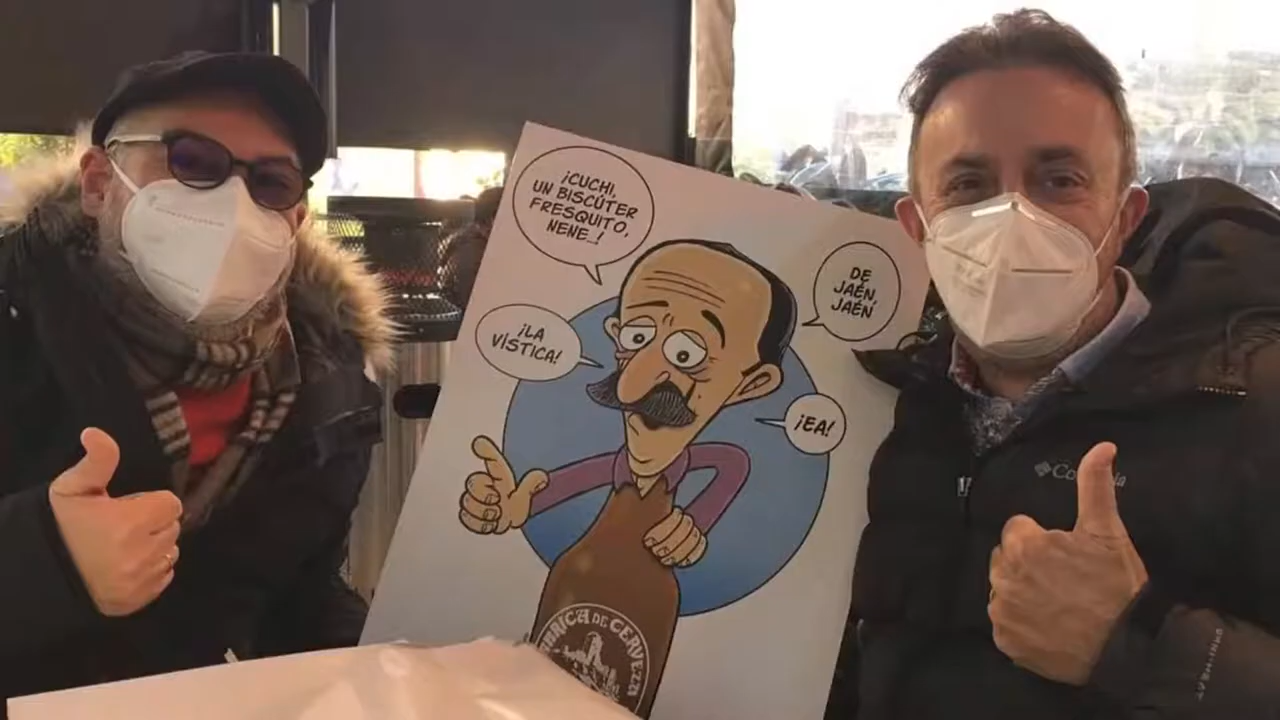 ¡CUCHI,
UN BISCÚTER
FRESQUITO,
NENE...!
DE
JAÉN,
JAÉN
¡LA
VÍSTICA!
¡EA!
Columbia
FÁBRICA DE CERVEZA